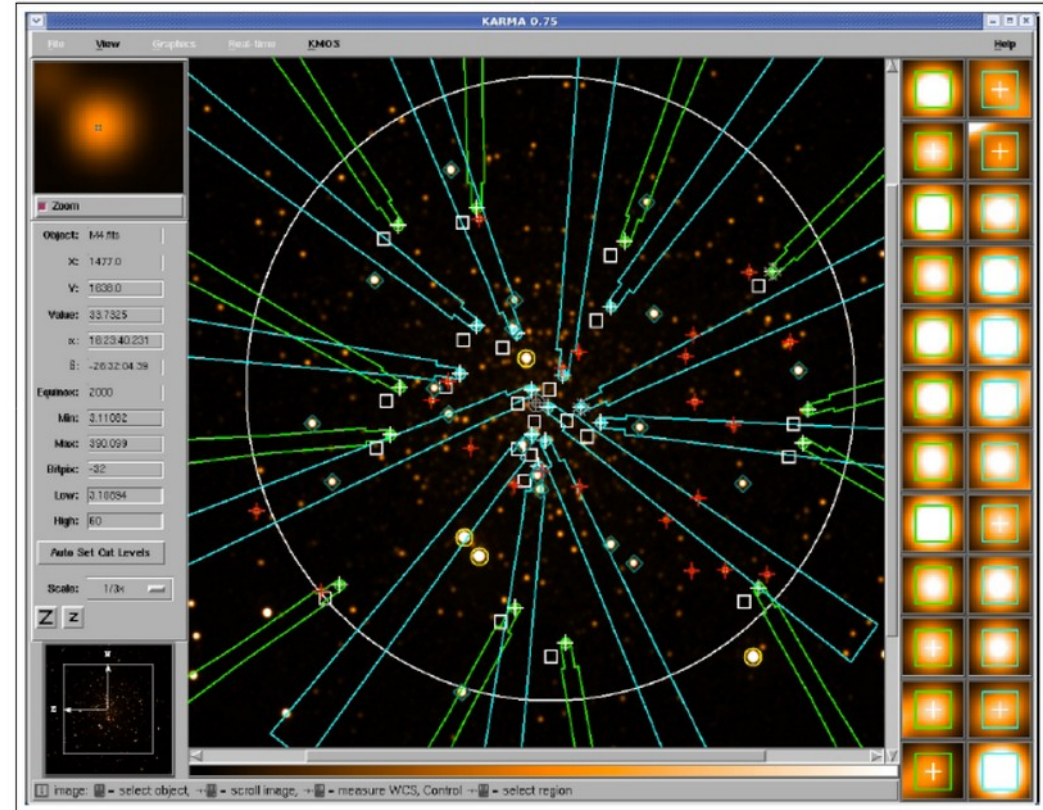 KARMA 0.75
File View Graphics Real-time KMOS Help
Zoom
Object: M4.fits
X: 1477.0
Y: 1638.0
Value: 33.7325
α: 16:23:40.231
δ: -26:32:04.39
Equinox: 2000
Min: 3.11082
Max: 390.099
Bitpix: -32
Low: 3.10894
High: 60
Auto Set Cut Levels
Scale: 1/3x
Z z
N
E
image: = select object, = scroll image, = measure WCS, Control = select region